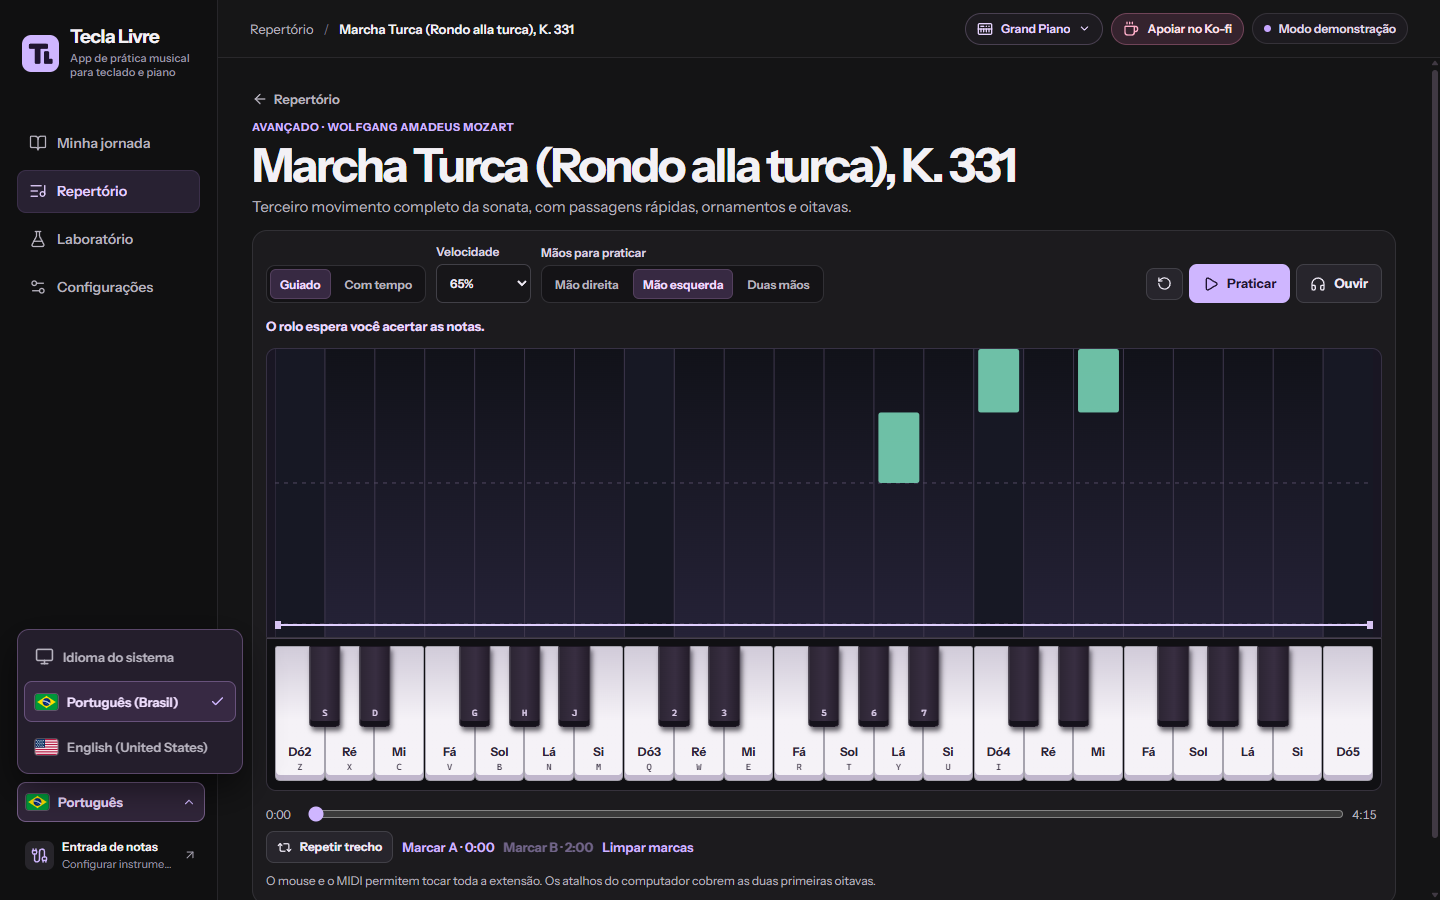 TL
Tecla Livre
App de prática musical
para teclado e piano
Minha jornada
Repertório
Laboratório
Configurações
Idioma do sistema
Português (Brasil)
English (United States)
Português
Entrada de notas
Configurar instrume...
Repertório / Marcha Turca (Rondo alla turca), K. 331
Grand Piano
Apoiar no Ko-fi
Modo demonstração
Repertório
AVANÇADO · WOLFGANG AMADEUS MOZART
Marcha Turca (Rondo alla turca), K. 331
Terceiro movimento completo da sonata, com passagens rápidas, ornamentos e oitavas.
Velocidade
Mãos para praticar
Guiado Com tempo 65% Mão direita Mão esquerda Duas mãos Praticar Ouvir
O rolo espera você acertar as notas.
S D G H J 2 3 5 6 7
Dó2 Ré Mi Fá Sol Lá Si Dó3 Ré Mi Fá Sol Lá Si Dó4 Ré Mi Fá Sol Lá Si Dó5
Z X C V B N M Q W E R T Y U I
0:00 4:15
Repetir trecho Marcar A · 0:00 Marcar B · 2:00 Limpar marcas
O mouse e o MIDI permitem tocar toda a extensão. Os atalhos do computador cobrem as duas primeiras oitavas.